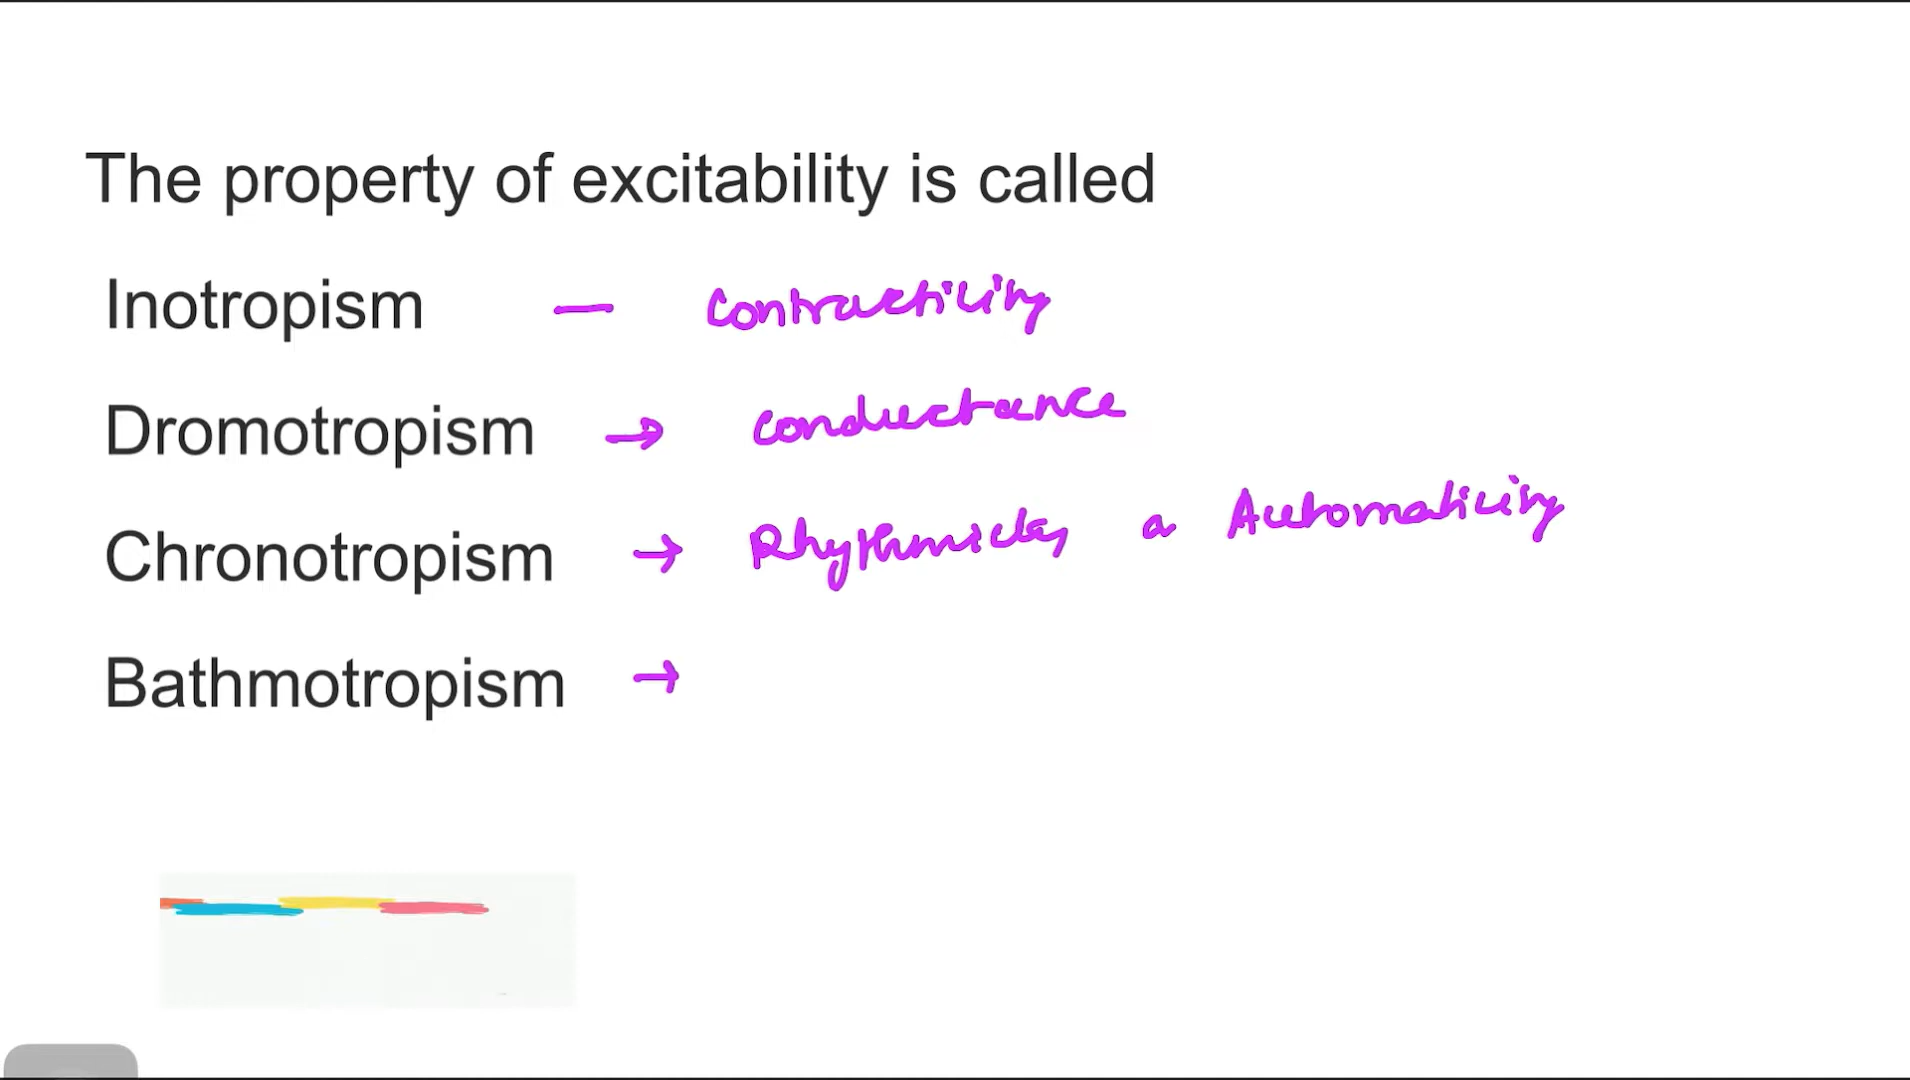 The property of excitability is called
Inotropism — Contractility
Dromotropism → conductance
Chronotropism → Rhythmicity a Automaticity
Bathmotropism →